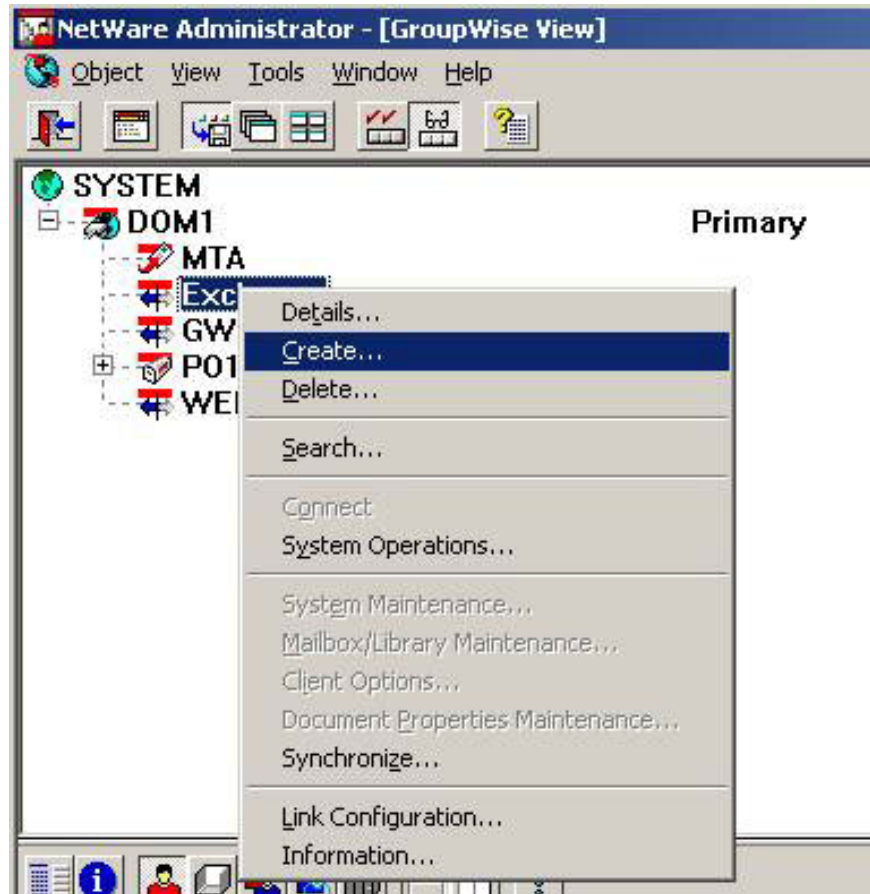 NetWare Administrator - [GroupWise View]
Object View Tools Window Help
SYSTEM
DOM1 Primary
MTA
Exc
GW
PO1
WE
Details...
Create...
Delete...
Search...
Connect
System Operations...
System Maintenance...
Mailbox/Library Maintenance...
Client Options...
Document Properties Maintenance...
Synchronize...
Link Configuration...
Information...